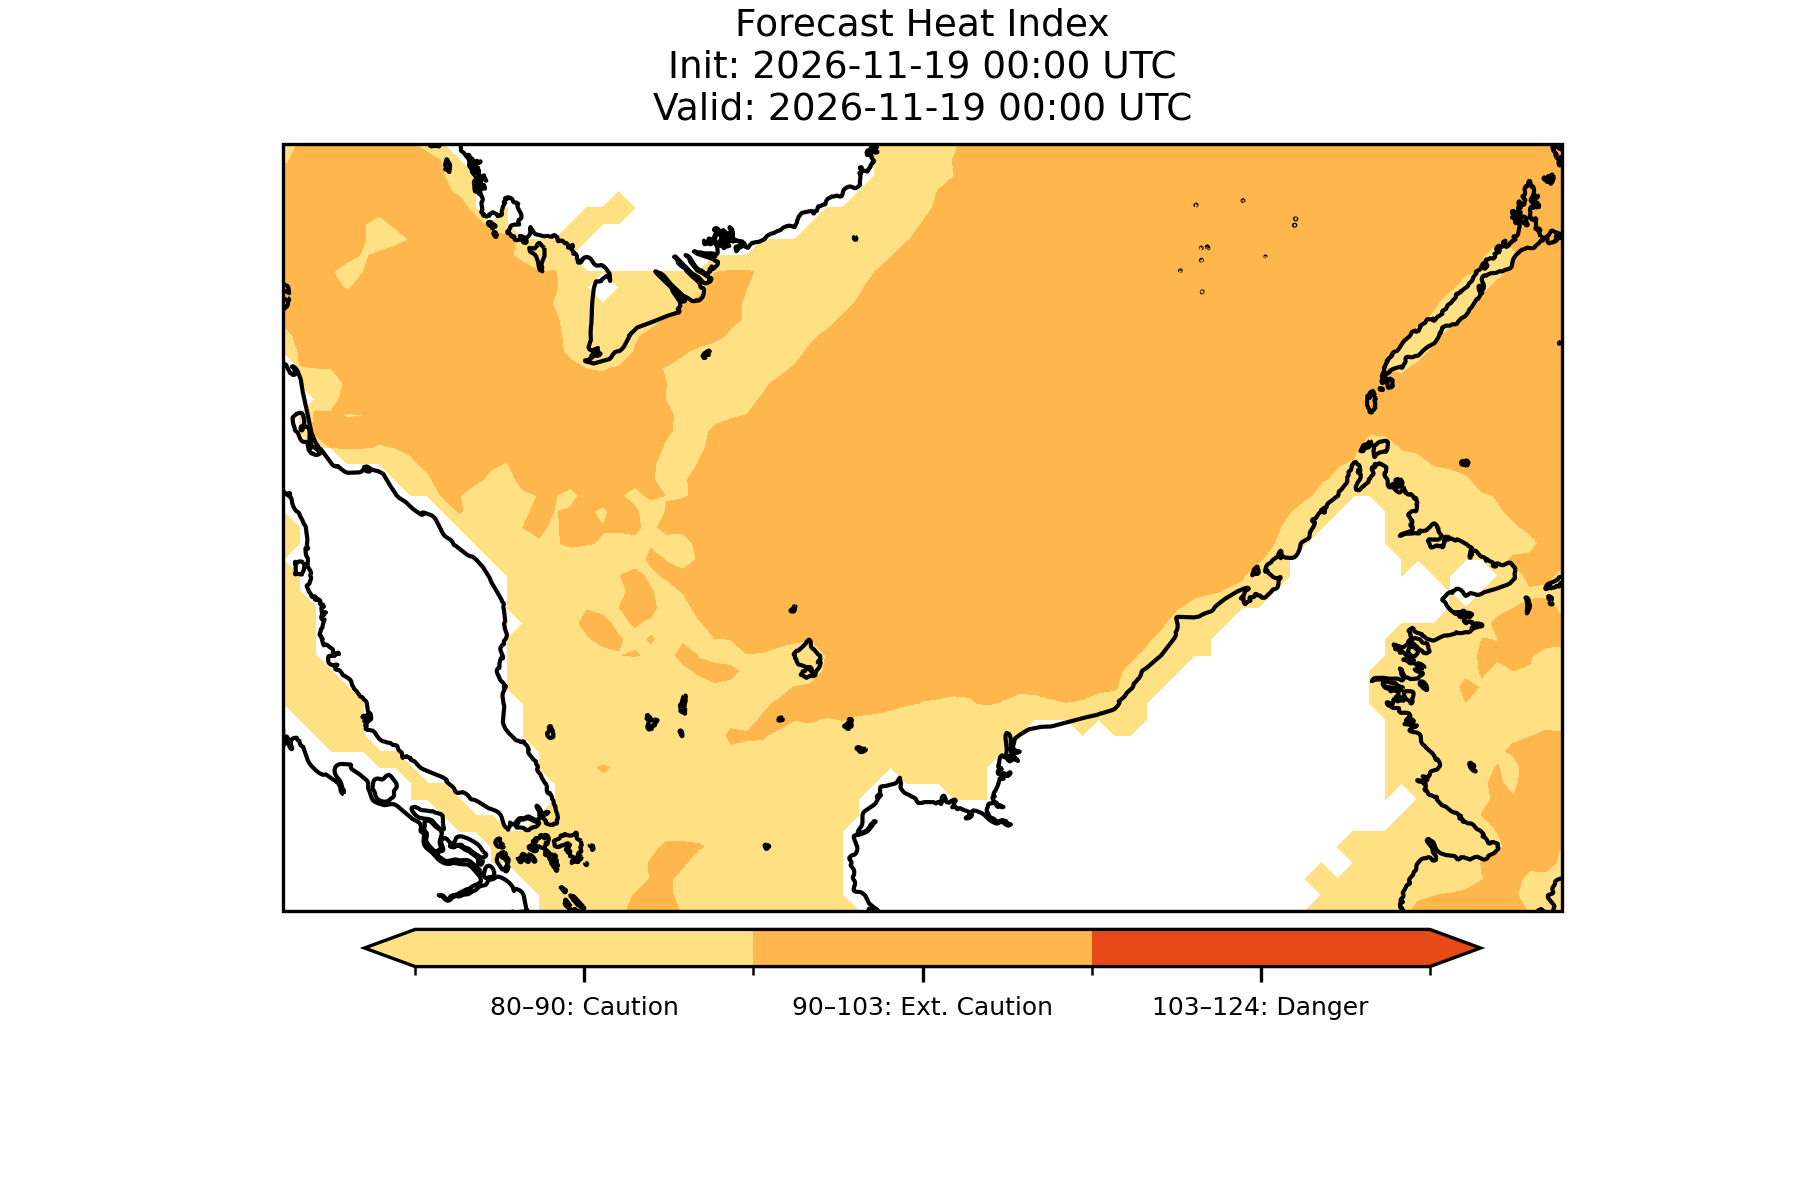 Forecast Heat Index
Init: 2026-11-19 00:00 UTC
Valid: 2026-11-19 00:00 UTC
80–90: Caution
90–103: Ext. Caution
103–124: Danger